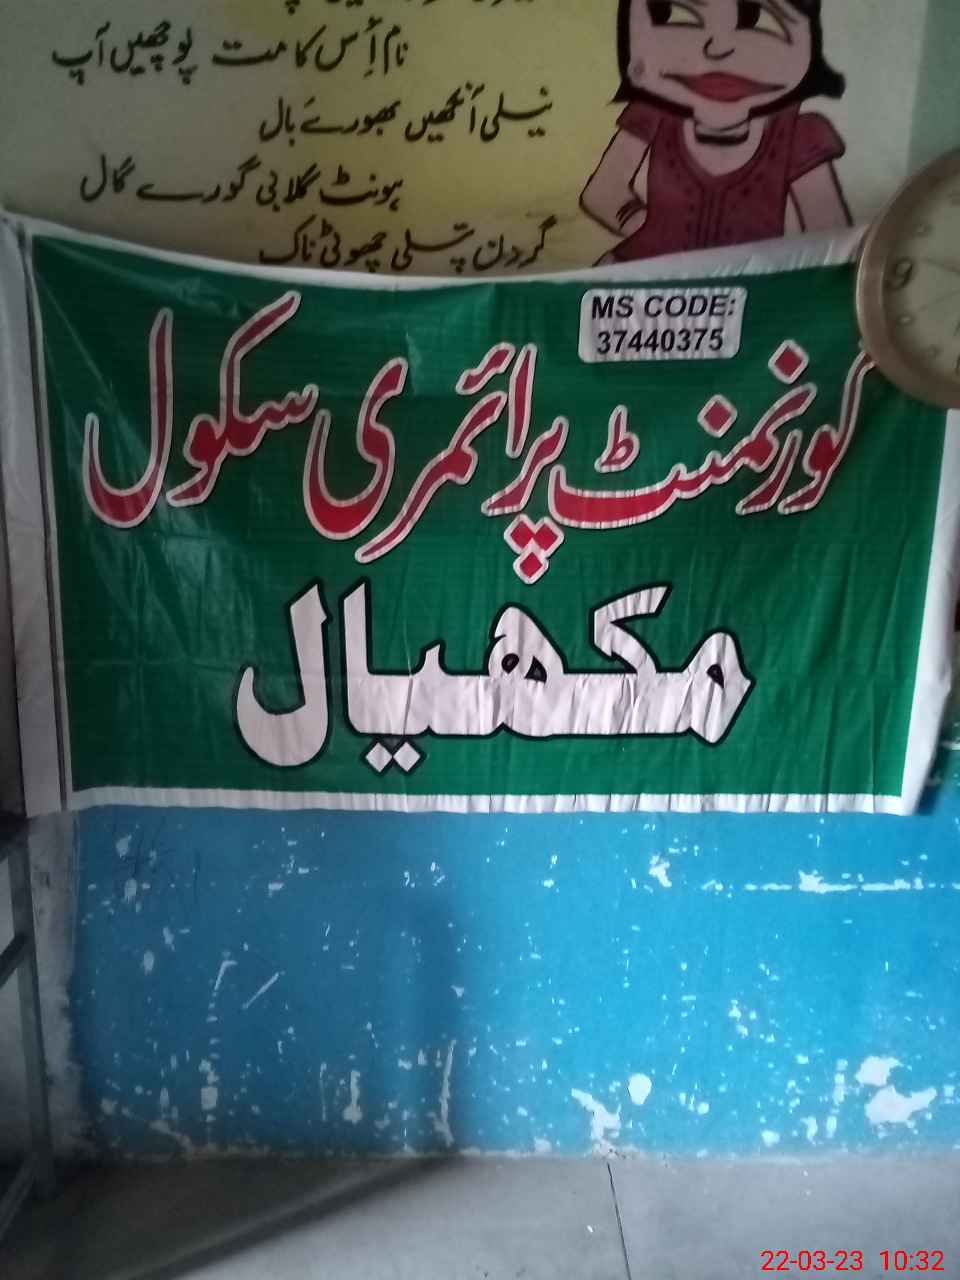 نام اُس کا مت پوچھیں آپ
نیلی آنکھیں بھورے بال
ہونٹ گلابی گورے گال
گردن پتلی چھوٹی ناک
MS CODE:
37440375
گورنمنٹ پرائمری سکول
مکھیال
9
22-03-23 10:32